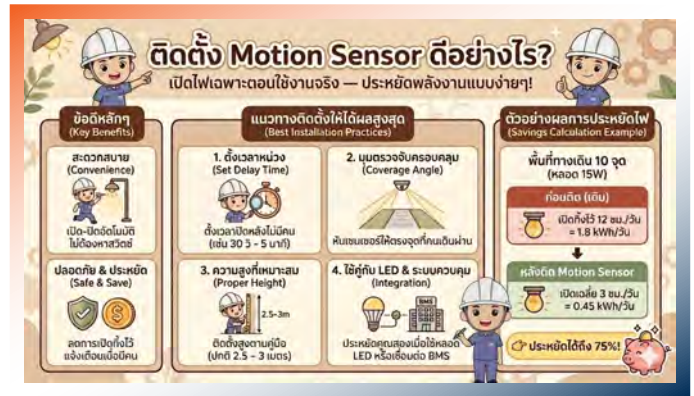 ติดตั้ง Motion Sensor ดีอย่างไร?
เปิดไฟเฉพาะตอนใช้งานจริง — ประหยัดพลังงานแบบง่ายๆ!
ข้อดีหลักๆ
(Key Benefits)
สะดวกสบาย
(Convenience)
เปิด-ปิดอัตโนมัติ
ไม่ต้องหาสวิตช์
ปลอดภัย & ประหยัด
(Safe & Save)
ลดการเปิดทิ้งไว้
แจ้งเตือนเมื่อมีคน
แนวทางติดตั้งให้ได้ผลสูงสุด
(Best Installation Practices)
1. ตั้งเวลาหน่วง
(Set Delay Time)
ตั้งเวลาปิดหลังไม่มีคน
(เช่น 30 วิ - 5 นาที)
2. มุมตรวจจับครอบคลุม
(Coverage Angle)
หันเซนเซอร์ให้ตรงจุดที่คนเดินผ่าน
3. ความสูงที่เหมาะสม
(Proper Height)
2.5-3m
ติดตั้งสูงตามคู่มือ
(ปกติ 2.5 – 3 เมตร)
4. ใช้คู่กับ LED & ระบบควบคุม
(Integration)
BMS
ประหยัดคูณสองเมื่อใช้หลอด
LED หรือเชื่อมต่อ BMS
ตัวอย่างผลการประหยัดไฟ
(Savings Calculation Example)
พื้นที่ทางเดิน 10 จุด
(หลอด 15W)
ก่อนติด (เดิม)
เปิดทิ้งไว้ 12 ชม./วัน
= 1.8 kWh/วัน
หลังติด Motion Sensor
เปิดเฉลี่ย 3 ชม./วัน
= 0.45 kWh/วัน
ประหยัดได้ถึง 75%!